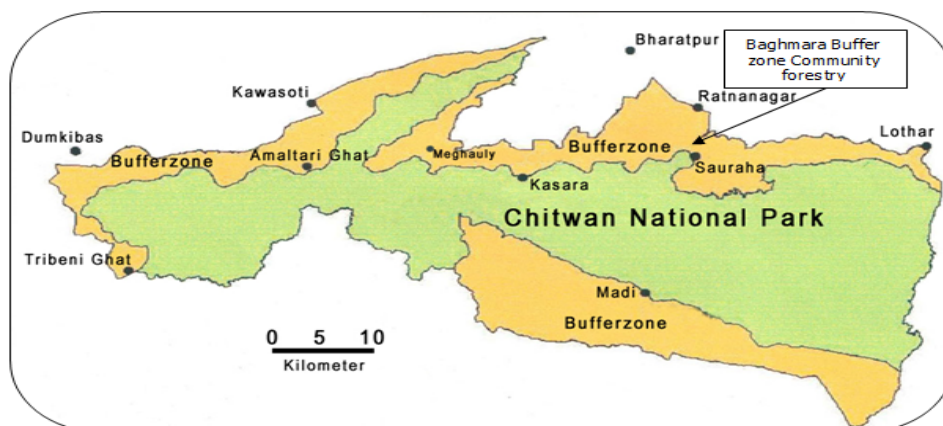 Bharatpur
Baghmara Buffer
zone Community
forestry
Kawasoti
Ratnanagar
Dumkibas
Lothar
Bufferzone
Amaltari Ghat
Meghauly
Bufferzone
Sauraha
Kasara
Chitwan National Park
Tribeni Ghat
Madi
Bufferzone
0 5 10
Kilometer